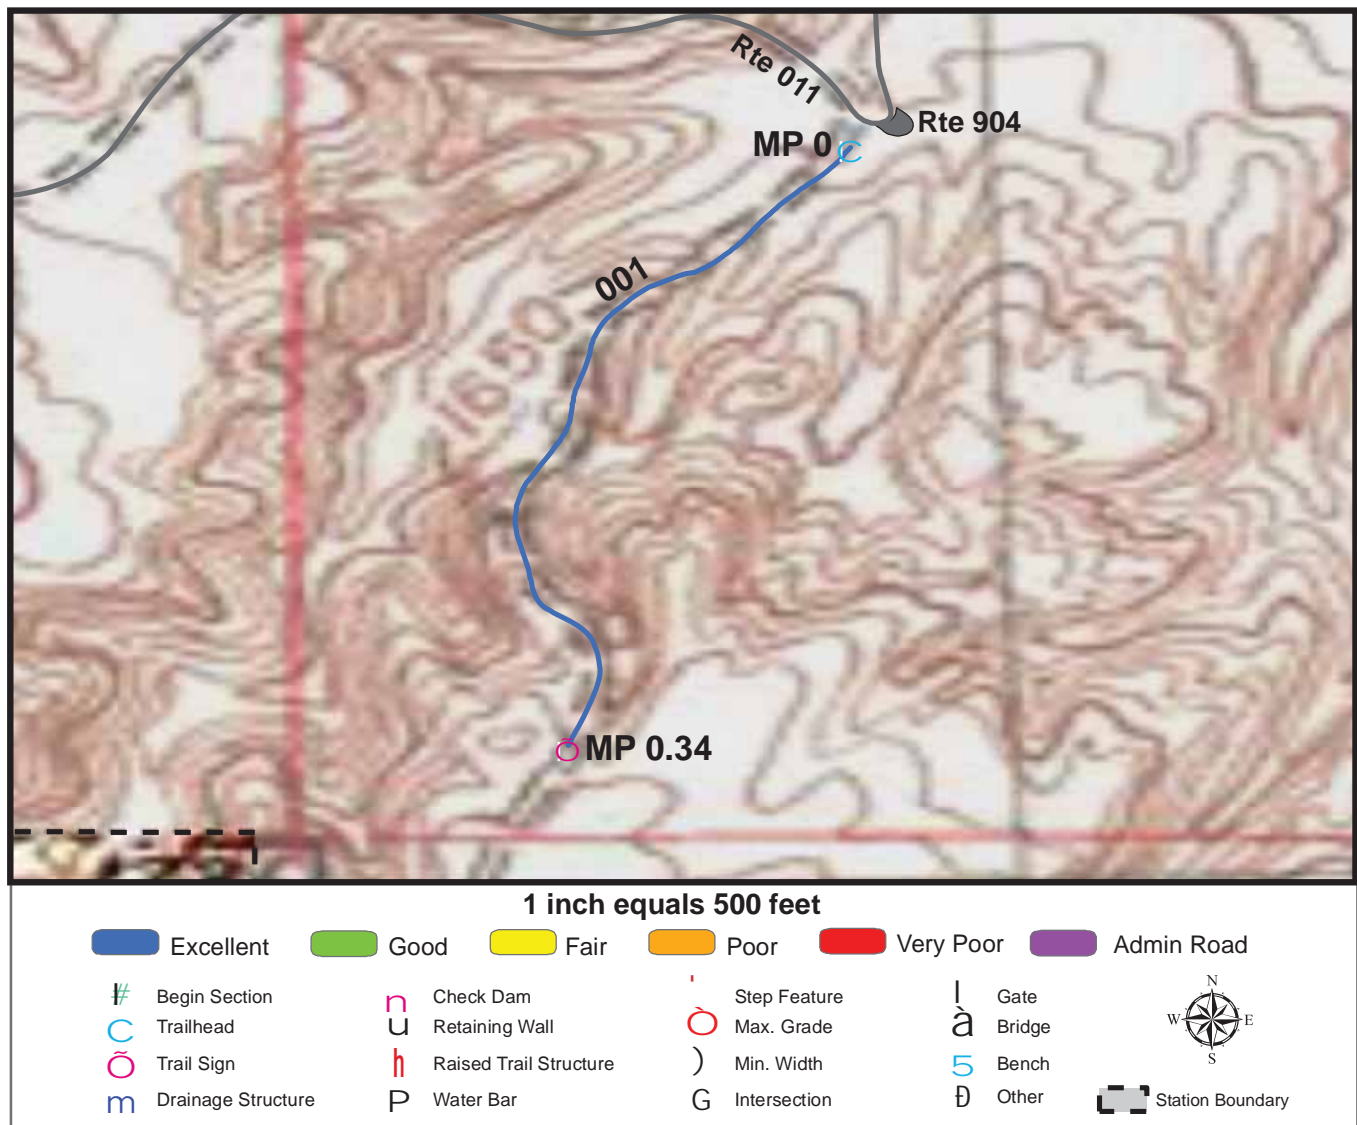 Rte 011
Rte 904
MP 0 C
001
1650
Õ MP 0.34
1 inch equals 500 feet
Excellent Good Fair Poor Very Poor Admin Road
Begin Section
C Trailhead
Õ Trail Sign
m Drainage Structure
n Check Dam
u Retaining Wall
h Raised Trail Structure
P Water Bar
' Step Feature
Ò Max. Grade
) Min. Width
G Intersection
l Gate
à Bridge
5 Bench
Ð Other
N
W E
S
Station Boundary